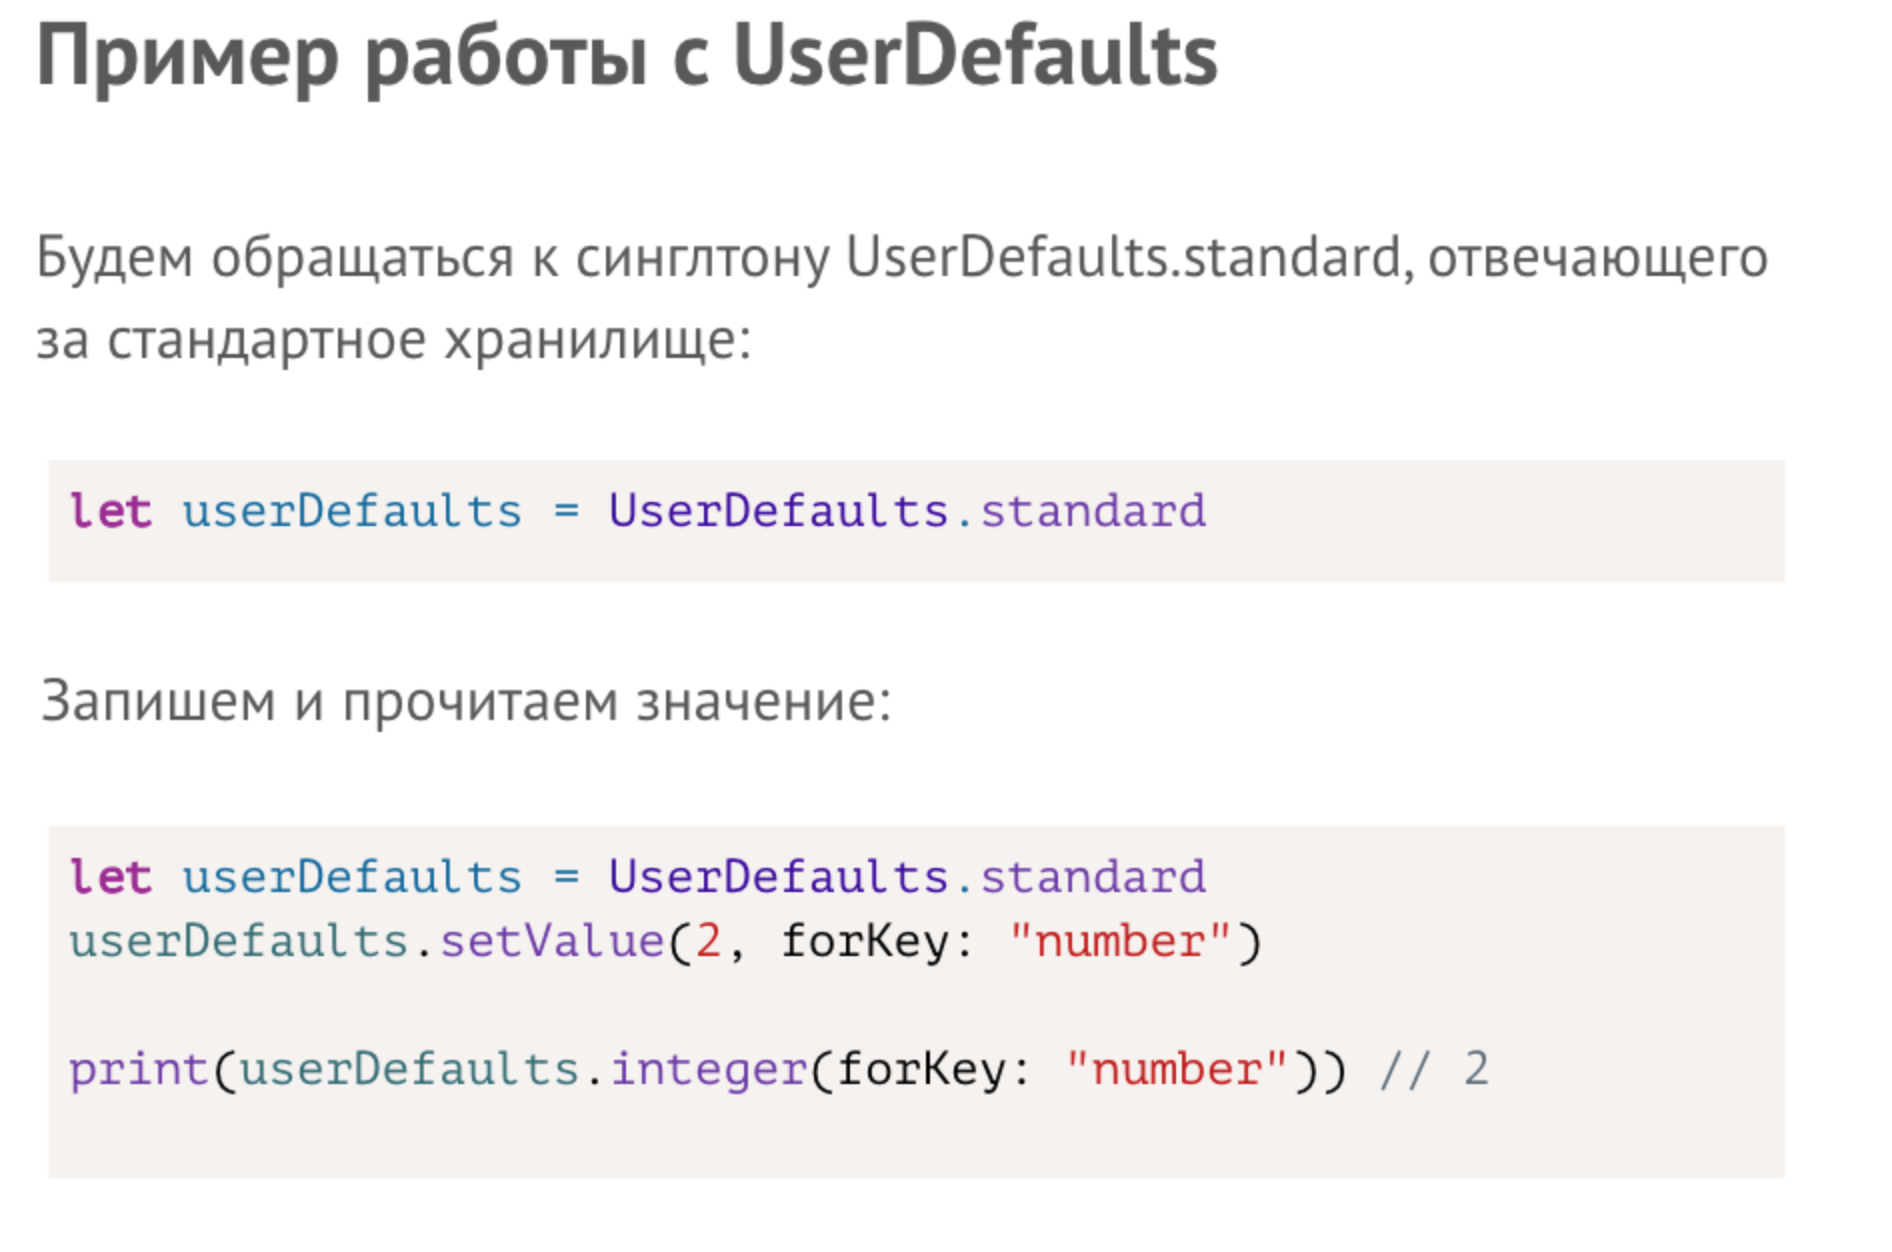 Пример работы с UserDefaults
Будем обращаться к синглтону UserDefaults.standard, отвечающего
за стандартное хранилище:
let userDefaults = UserDefaults.standard
Запишем и прочитаем значение:
let userDefaults = UserDefaults.standard
userDefaults.setValue(2, forKey: "number")
print(userDefaults.integer(forKey: "number")) // 2